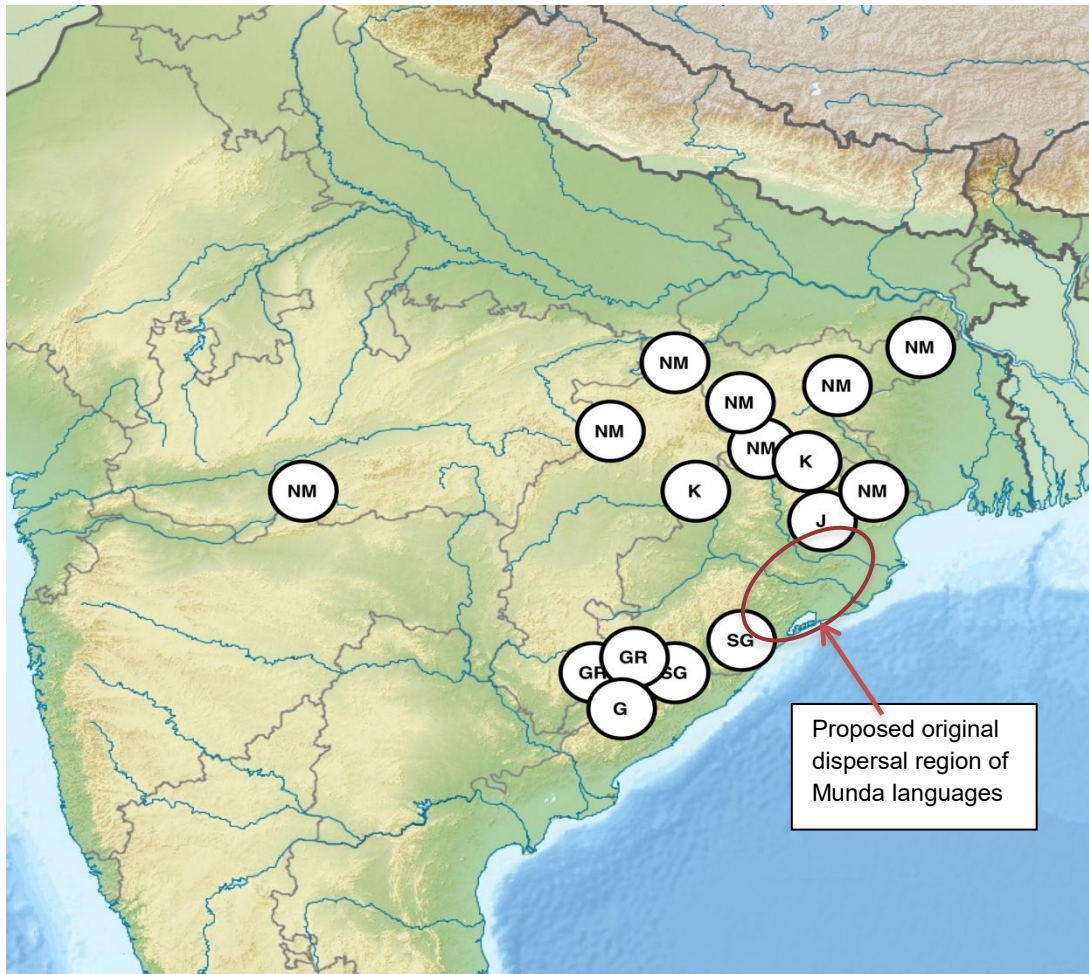 NM
NM
NM
NM
NM
NM
K
NM
K
NM
J
SG
GR
GR
SG
G
Proposed original
dispersal region of
Munda languages